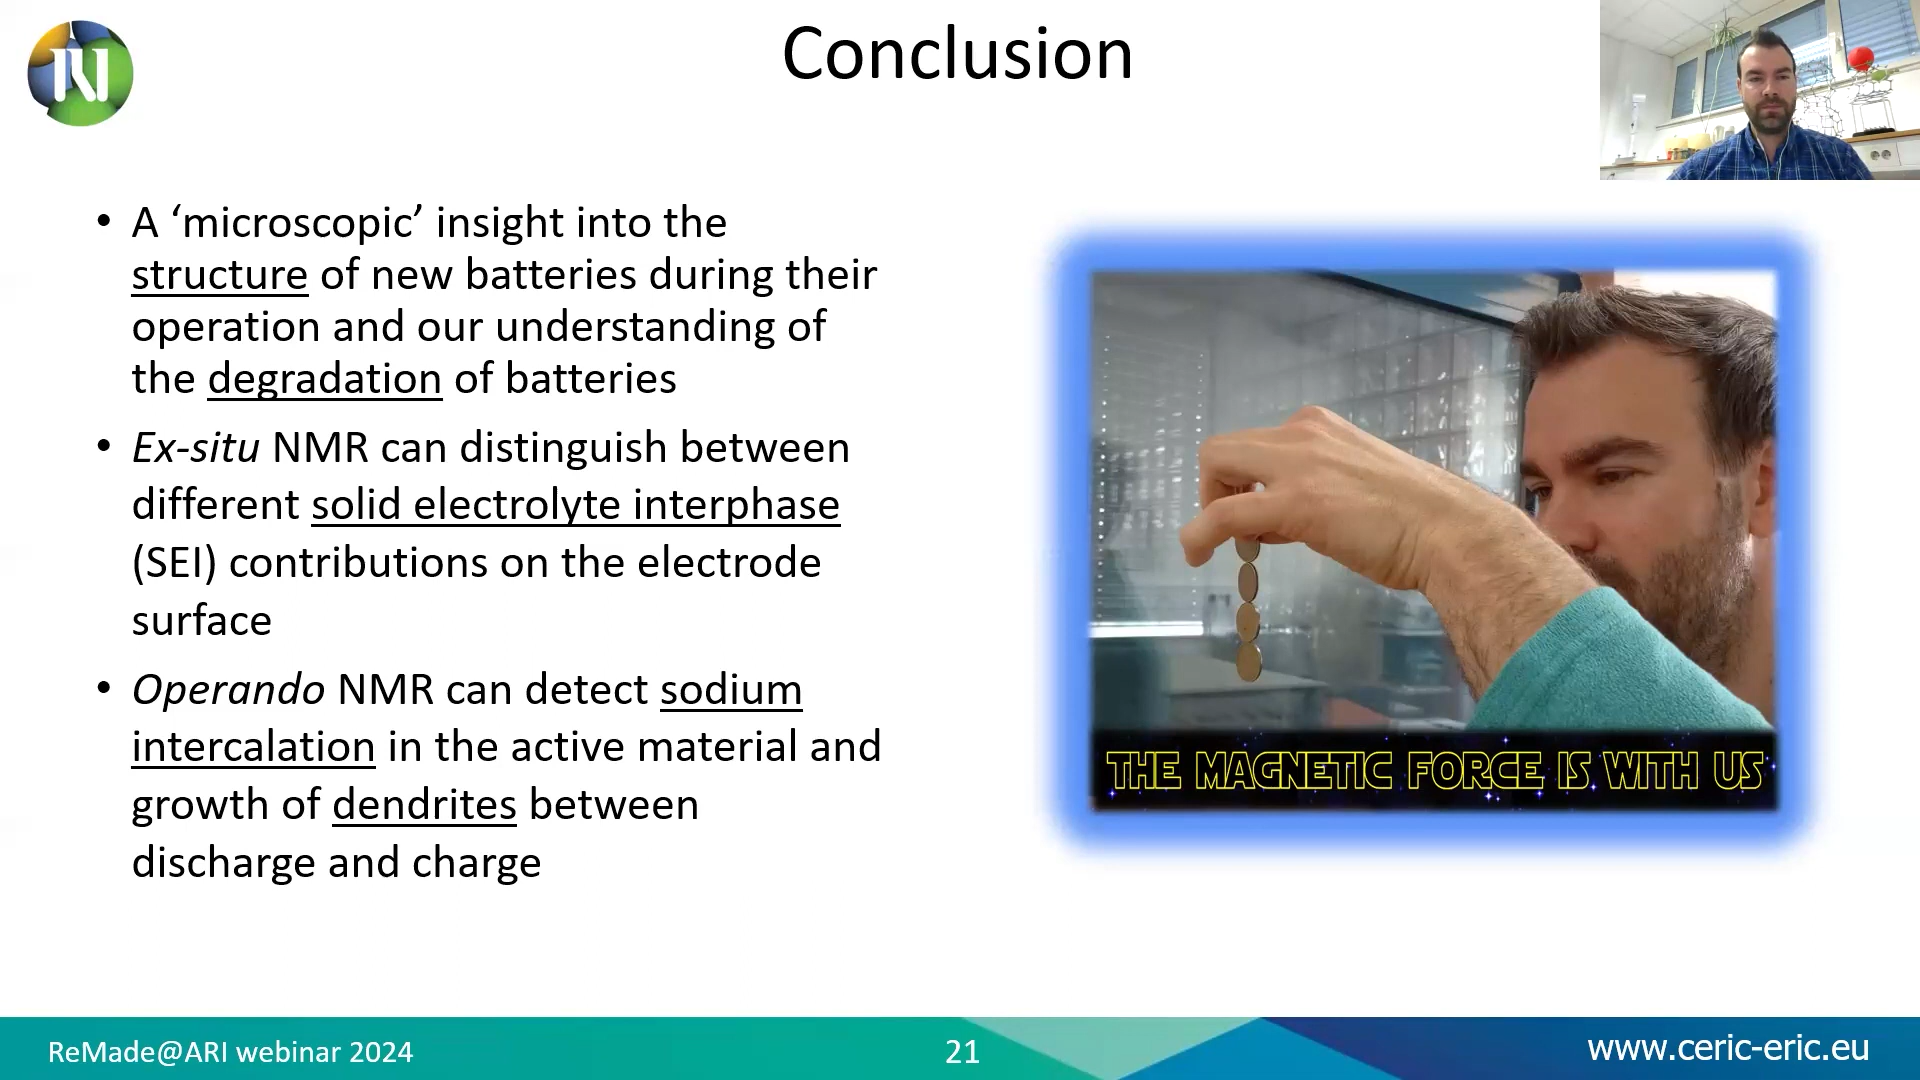 Conclusion
• A ‘microscopic’ insight into the
structure of new batteries during their
operation and our understanding of
the degradation of batteries
• Ex-situ NMR can distinguish between
different solid electrolyte interphase
(SEI) contributions on the electrode
surface
• Operando NMR can detect sodium
intercalation in the active material and
growth of dendrites between
discharge and charge
THE MAGNETIC FORCE IS WITH US
ReMade@ARI webinar 2024
21
www.ceric-eric.eu